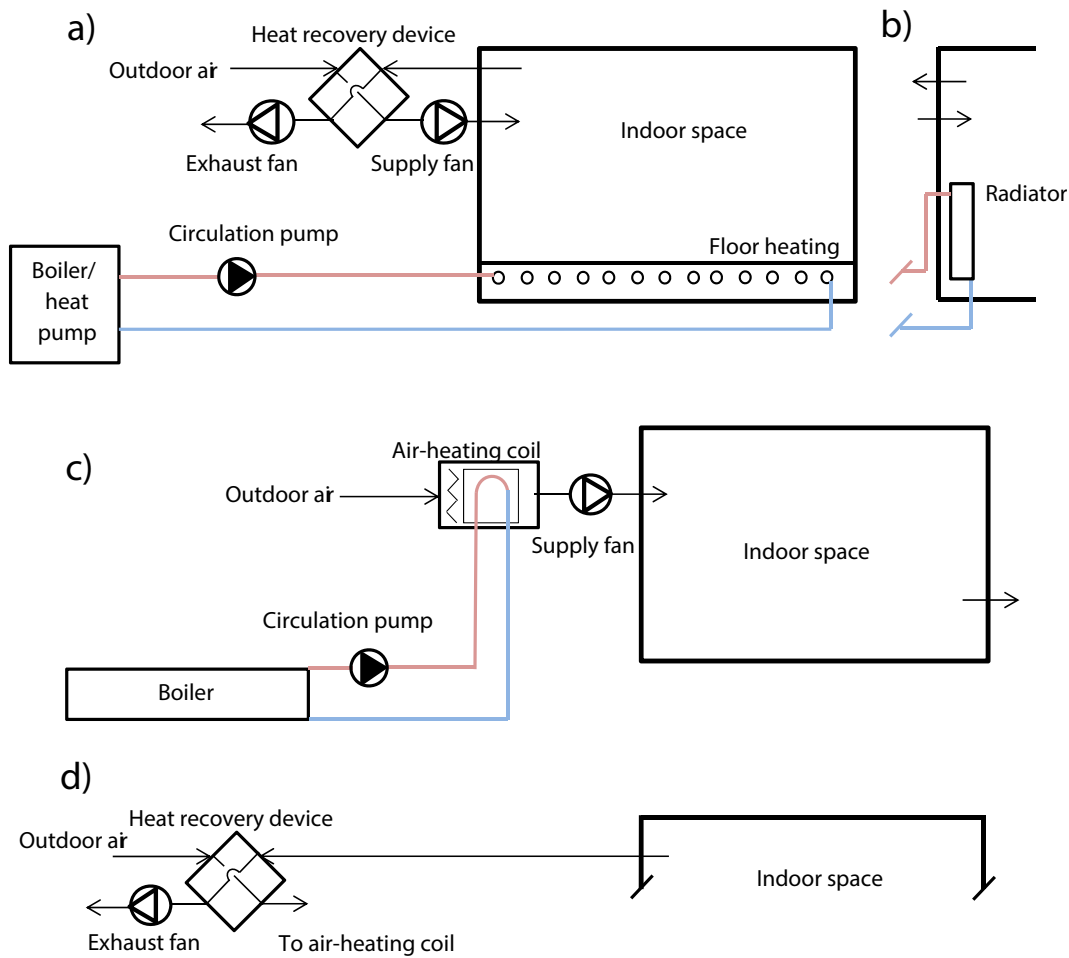 a)
Heat recovery device
Outdoor air
Exhaust fan
Supply fan
Indoor space
Circulation pump
Floor heating
Boiler/
heat
pump
b)
Radiator
c)
Air-heating coil
Outdoor air
Supply fan
Indoor space
Circulation pump
Boiler
d)
Heat recovery device
Outdoor air
Indoor space
Exhaust fan
To air-heating coil